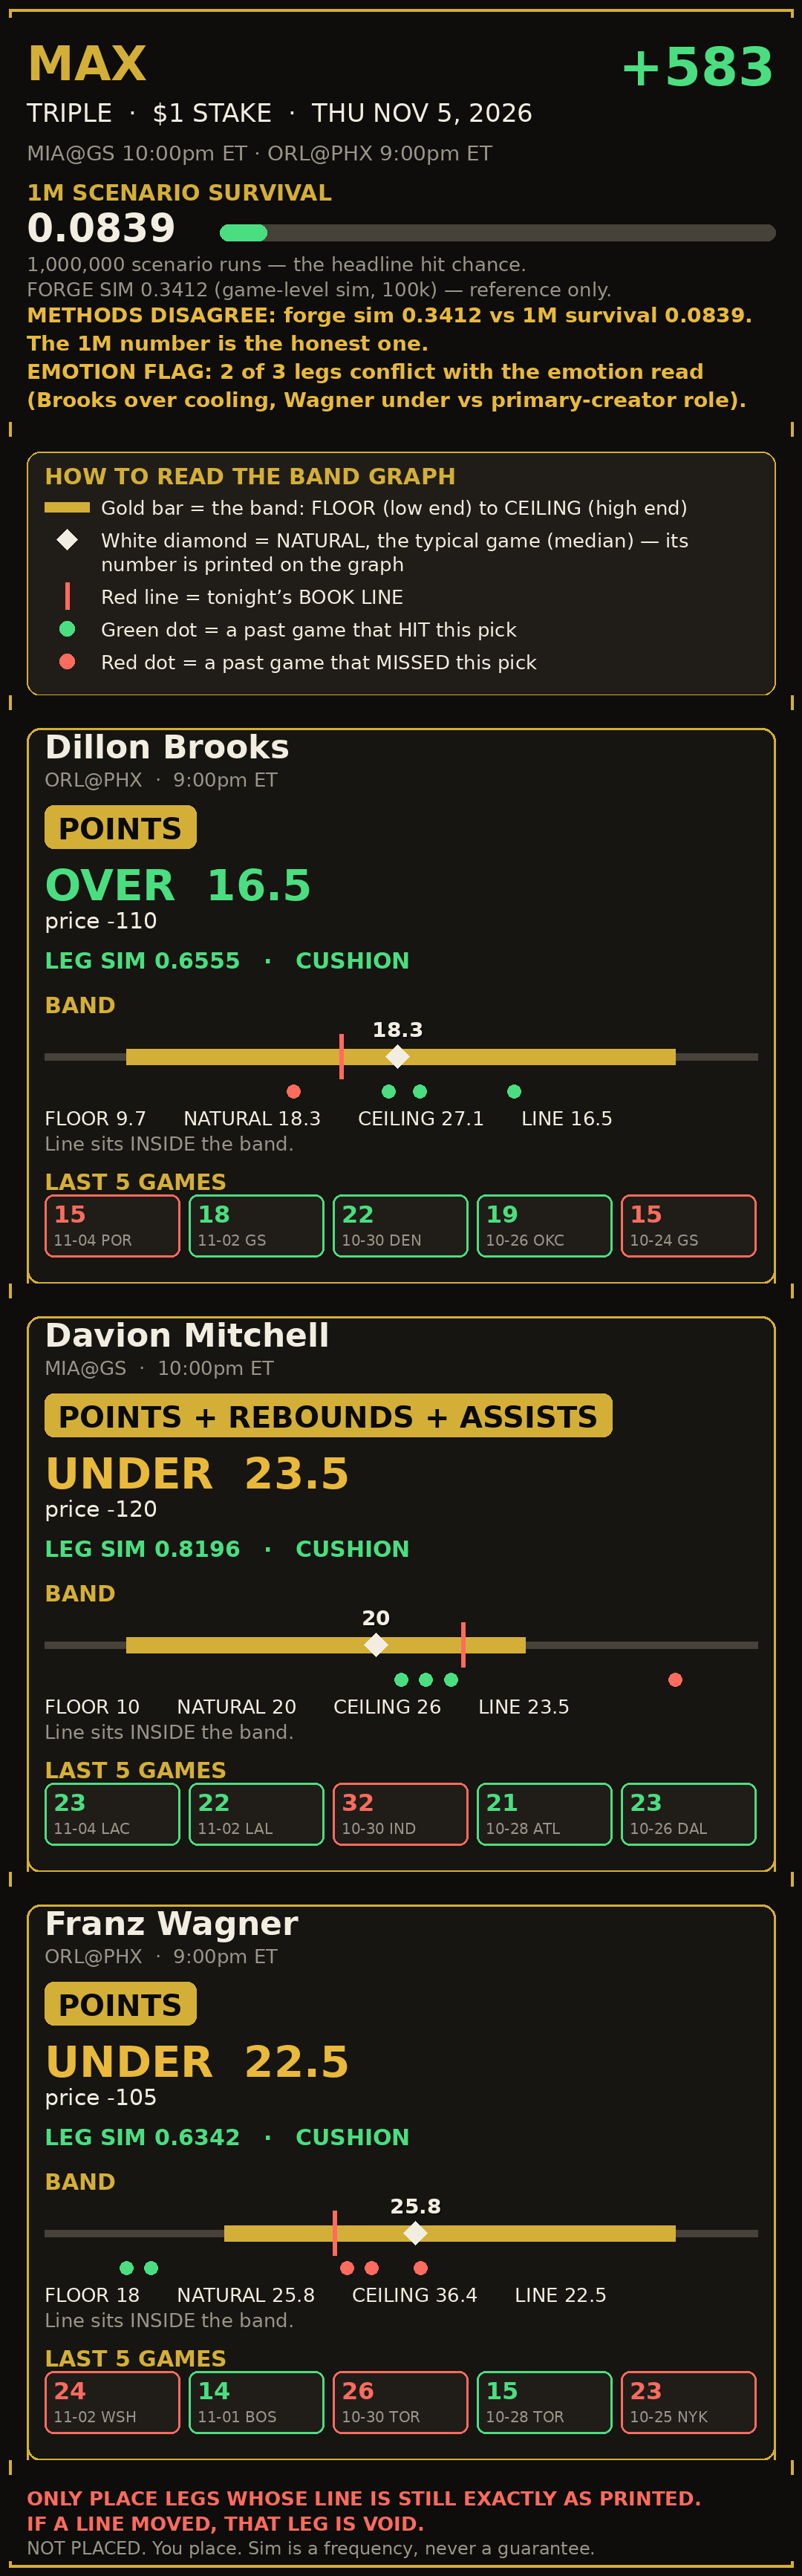 MAX
+583
TRIPLE · $1 STAKE · THU NOV 5, 2026
MIA@GS 10:00pm ET · ORL@PHX 9:00pm ET
1M SCENARIO SURVIVAL
0.0839
1,000,000 scenario runs — the headline hit chance.
FORGE SIM 0.3412 (game-level sim, 100k) — reference only.
METHODS DISAGREE: forge sim 0.3412 vs 1M survival 0.0839.
The 1M number is the honest one.
EMOTION FLAG: 2 of 3 legs conflict with the emotion read
(Brooks over cooling, Wagner under vs primary-creator role).
HOW TO READ THE BAND GRAPH
Gold bar = the band: FLOOR (low end) to CEILING (high end)
White diamond = NATURAL, the typical game (median) — its
number is printed on the graph
Red line = tonight’s BOOK LINE
Green dot = a past game that HIT this pick
Red dot = a past game that MISSED this pick
Dillon Brooks
ORL@PHX · 9:00pm ET
POINTS
OVER 16.5
price -110
LEG SIM 0.6555 · CUSHION
BAND
18.3
FLOOR 9.7 NATURAL 18.3 CEILING 27.1 LINE 16.5
Line sits INSIDE the band.
LAST 5 GAMES
15 18 22 19 15
11-04 POR 11-02 GS 10-30 DEN 10-26 OKC 10-24 GS
Davion Mitchell
MIA@GS · 10:00pm ET
POINTS + REBOUNDS + ASSISTS
UNDER 23.5
price -120
LEG SIM 0.8196 · CUSHION
BAND
20
FLOOR 10 NATURAL 20 CEILING 26 LINE 23.5
Line sits INSIDE the band.
LAST 5 GAMES
23 22 32 21 23
11-04 LAC 11-02 LAL 10-30 IND 10-28 ATL 10-26 DAL
Franz Wagner
ORL@PHX · 9:00pm ET
POINTS
UNDER 22.5
price -105
LEG SIM 0.6342 · CUSHION
BAND
25.8
FLOOR 18 NATURAL 25.8 CEILING 36.4 LINE 22.5
Line sits INSIDE the band.
LAST 5 GAMES
24 14 26 15 23
11-02 WSH 11-01 BOS 10-30 TOR 10-28 TOR 10-25 NYK
ONLY PLACE LEGS WHOSE LINE IS STILL EXACTLY AS PRINTED.
IF A LINE MOVED, THAT LEG IS VOID.
NOT PLACED. You place. Sim is a frequency, never a guarantee.